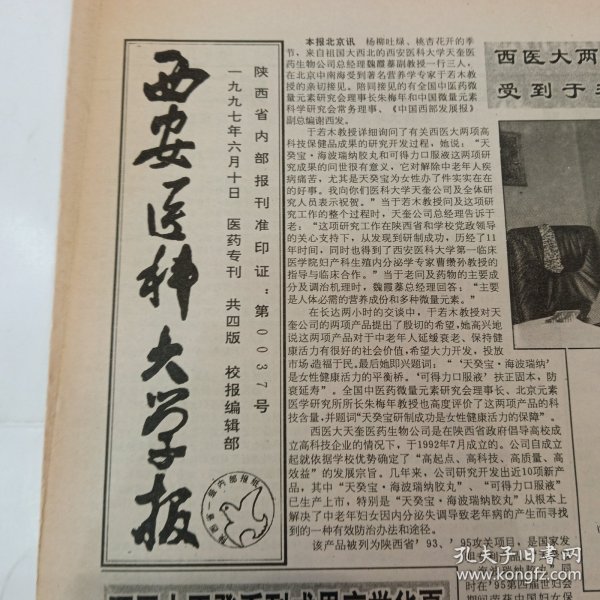 西安医科大学报
陕西省内部报刊准印证：第0037号
一九九七年六月十日 医药专刊 共四版 校报编辑部
陕西省一级内部报纸
本报北京讯 杨柳吐绿、桃杏花开的季
节，来自祖国大西北的西安医科大学天奎医
药生物公司总经理魏霞蓁副教授一行三人，
在北京中南海受到著名营养学专家于若木教
授的亲切接见。陪同接见的有全国中医药微
量元素研究会理事长朱梅年和中国微量元素
科学研究会常务理事、《中国西部发展报》
副总编谢西发。
于若木教授详细询问了有关西医大两项高
科技保健品成果的研究开发过程，她说：“天
癸宝·海波瑞纳胶丸和可得力口服液这两项研
究成果的问世很有意义，它对解除中老年人疾
病痛苦，尤其是天癸宝为女性办了件实实在在
的好事。我向你们医科大学天奎公司及全体研
究人员表示祝贺。”当于若木教授问及这项研
究工作的整个过程时，天奎公司总经理告诉于
老：“这项研究工作在陕西省和学校党政领导
的关心支持下，从发现到研制成功，历经了11
年时间，同时也得到了西安医科大学第一临床
医学院妇产科生殖内分泌学专家曹缵孙教授的
指导与临床合作。”当于老问及药物的主要成
分及调治机理时，魏霞蓁总经理回答：“主要
是人体必需的营养成份和多种微量元素。”
在长达两小时的交谈中，于若木教授对天
奎公司的两项产品提出了殷切的希望，她高兴地
说这两项产品对于中老年人延缓衰老、保持健
康活力有很好的社会价值，希望大力开发，投放
市场，造福于民。最后她即兴题词：“‘天癸宝·海波瑞纳’
是女性健康活力的平衡桥。‘可得力口服液’扶正固本，防
衰延寿”。全国中医药微量元素研究会理事长、北京元素
医学研究所所长朱梅年教授也高度评价了这两项产品的科
技含量，并题词“天癸宝研制成功是女性健康活力的保障”。
西医大天奎医药生物公司是在陕西省政府倡导高校成
立高科技企业的情况下，于1992年7月成立的。公司自成立
起就依据学校优势确定了“高起点、高科技、高质量、高
效益”的发展宗旨。几年来，公司研究开发出近10项新产
品，其中“天癸宝·海波瑞纳胶丸”、“可得力口服液”
已生产上市，特别是“天癸宝·海波瑞纳胶丸”从根本上
解决了中老年妇女因内分泌失调导致老年病的产生而寻找
到的一种有效防治办法和途径。
该产品被列为陕西省’93、’95攻关项目，是国家发
同时在’95第四届世妇会
西医大两
受到于
孔夫子旧书网
www.kongfz.com